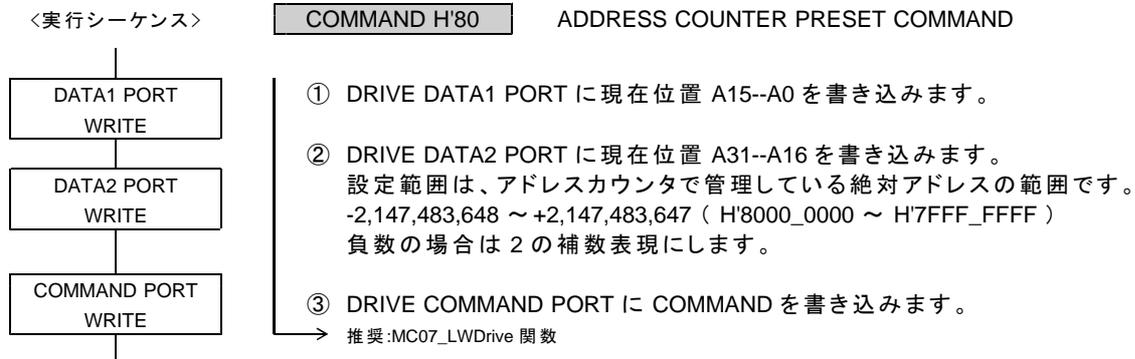 <実行シーケンス>
COMMAND H'80
ADDRESS COUNTER PRESET COMMAND
DATA1 PORT
WRITE
① DRIVE DATA1 PORT に現在位置 A15--A0 を書き込みます。
DATA2 PORT
WRITE
② DRIVE DATA2 PORT に現在位置 A31--A16 を書き込みます。
設定範囲は、アドレスカウンタで管理している絶対アドレスの範囲です。
-2,147,483,648 ～ +2,147,483,647 ( H'8000_0000 ～ H'7FFF_FFFF )
負数の場合は 2 の補数表現にします。
COMMAND PORT
WRITE
③ DRIVE COMMAND PORT に COMMAND を書き込みます。
推奨:MC07_LWDrive 関数